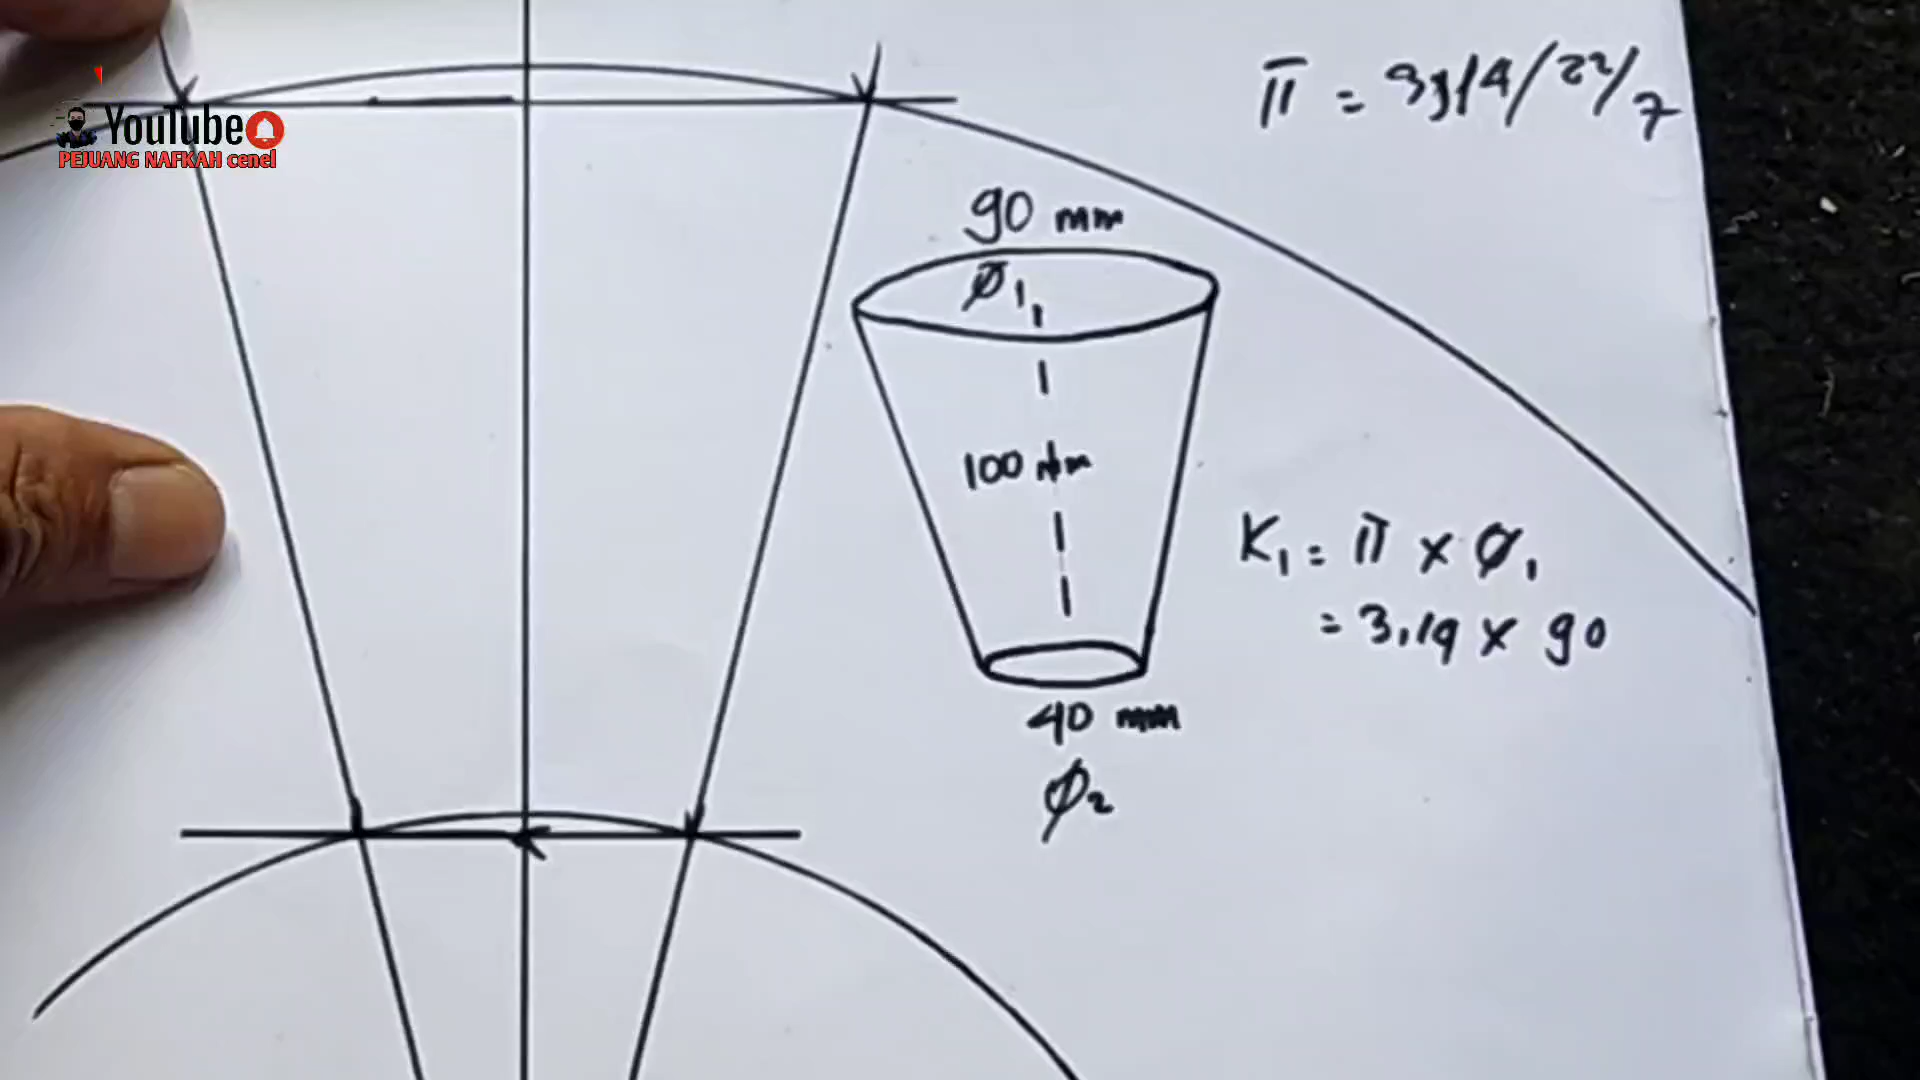 YouTube
PEJUANG NAFKAH cenel
π = 3,14/22/7
90 mm
Ø1
100 mm
K1 = π x Ø1
= 3,14 x 90
40 mm
Ø2